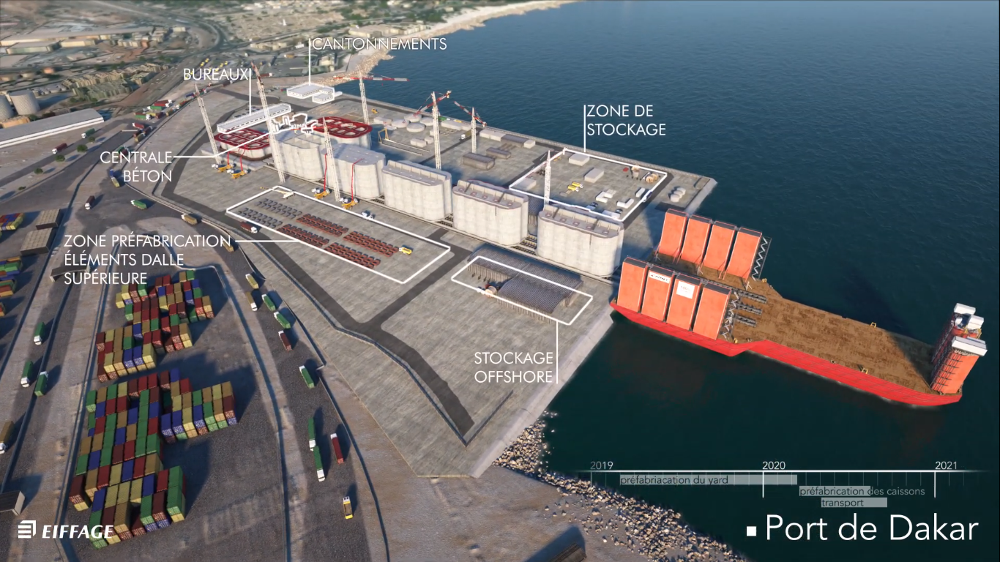 CANTONNEMENTS
BUREAUX
ZONE DE
STOCKAGE
CENTRALE
BÉTON
ZONE PRÉFABRICATION
ÉLÉMENTS DALLE
SUPÉRIEURE
STOCKAGE
OFFSHORE
2019 2020 2021
préfabriacation du yard
préfabrication des caissons
transport
EIFFAGE
Port de Dakar